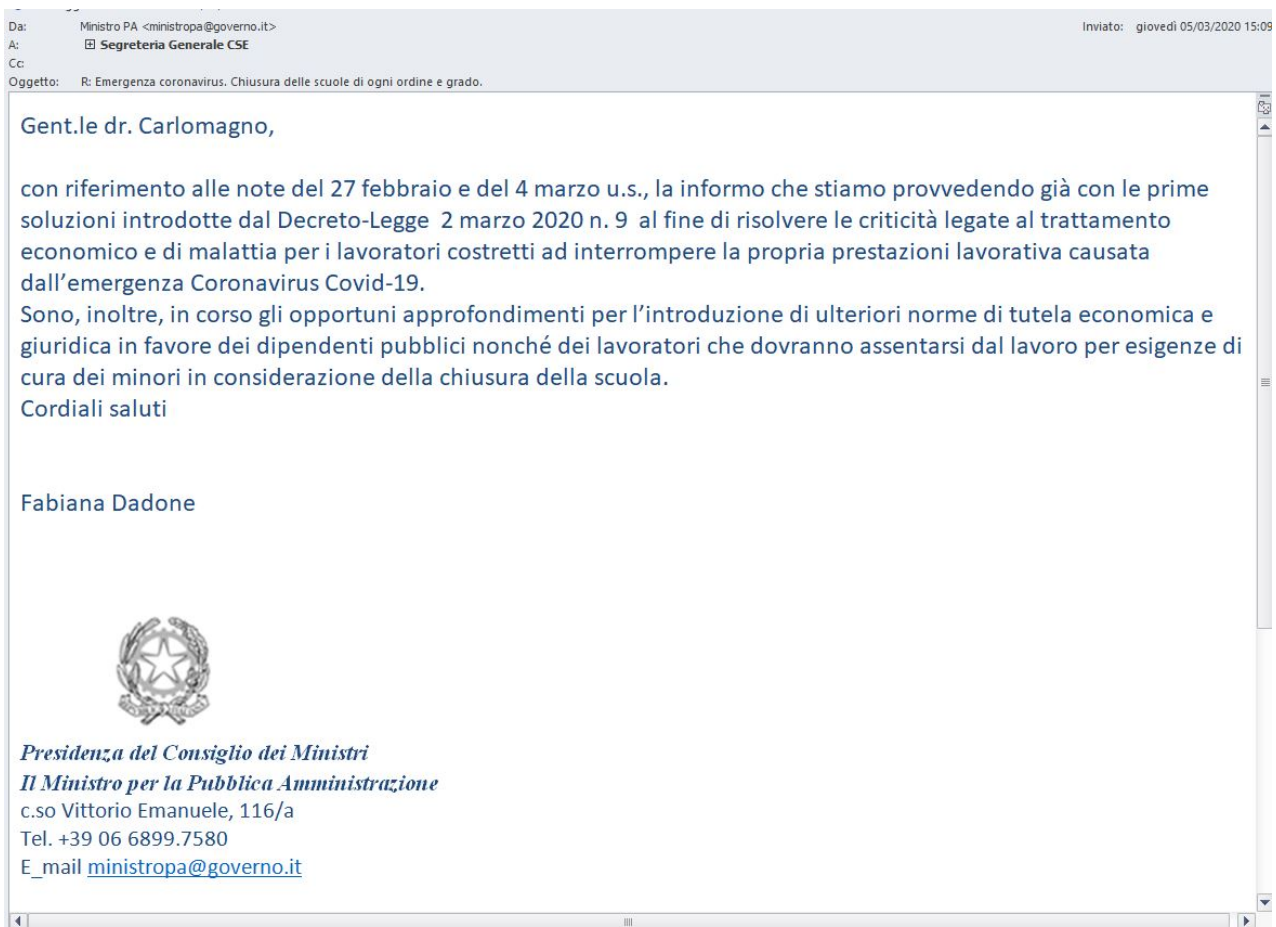 Da: Ministro PA <ministropa@governo.it> Inviato: giovedì 05/03/2020 15:09
A: Segreteria Generale CSE
Cc:
Oggetto: R: Emergenza coronavirus. Chiusura delle scuole di ogni ordine e grado.
Gent.le dr. Carlomagno,
con riferimento alle note del 27 febbraio e del 4 marzo u.s., la informo che stiamo provvedendo già con le prime
soluzioni introdotte dal Decreto-Legge 2 marzo 2020 n. 9 al fine di risolvere le criticità legate al trattamento
economico e di malattia per i lavoratori costretti ad interrompere la propria prestazioni lavorativa causata
dall'emergenza Coronavirus Covid-19.
Sono, inoltre, in corso gli opportuni approfondimenti per l'introduzione di ulteriori norme di tutela economica e
giuridica in favore dei dipendenti pubblici nonché dei lavoratori che dovranno assentarsi dal lavoro per esigenze di
cura dei minori in considerazione della chiusura della scuola.
Cordiali saluti
Fabiana Dadone
Presidenza del Consiglio dei Ministri
Il Ministro per la Pubblica Amministrazione
c.so Vittorio Emanuele, 116/a
Tel. +39 06 6899.7580
E_mail ministropa@governo.it